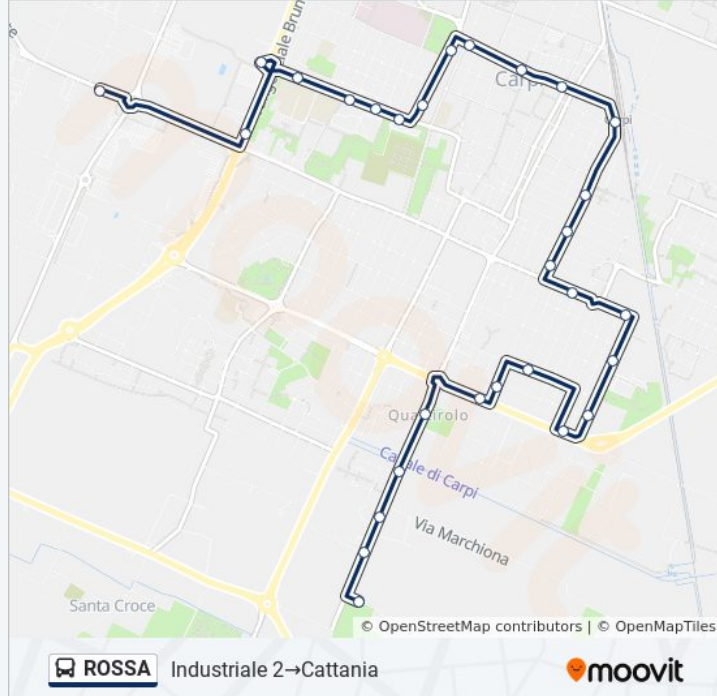 Carpi
Quartirolo
Canale di Carpi
Via Marchiona
Santa Croce
© OpenStreetMap contributors | © OpenMapTiles
ROSSA Industriale 2→Cattania
moovit